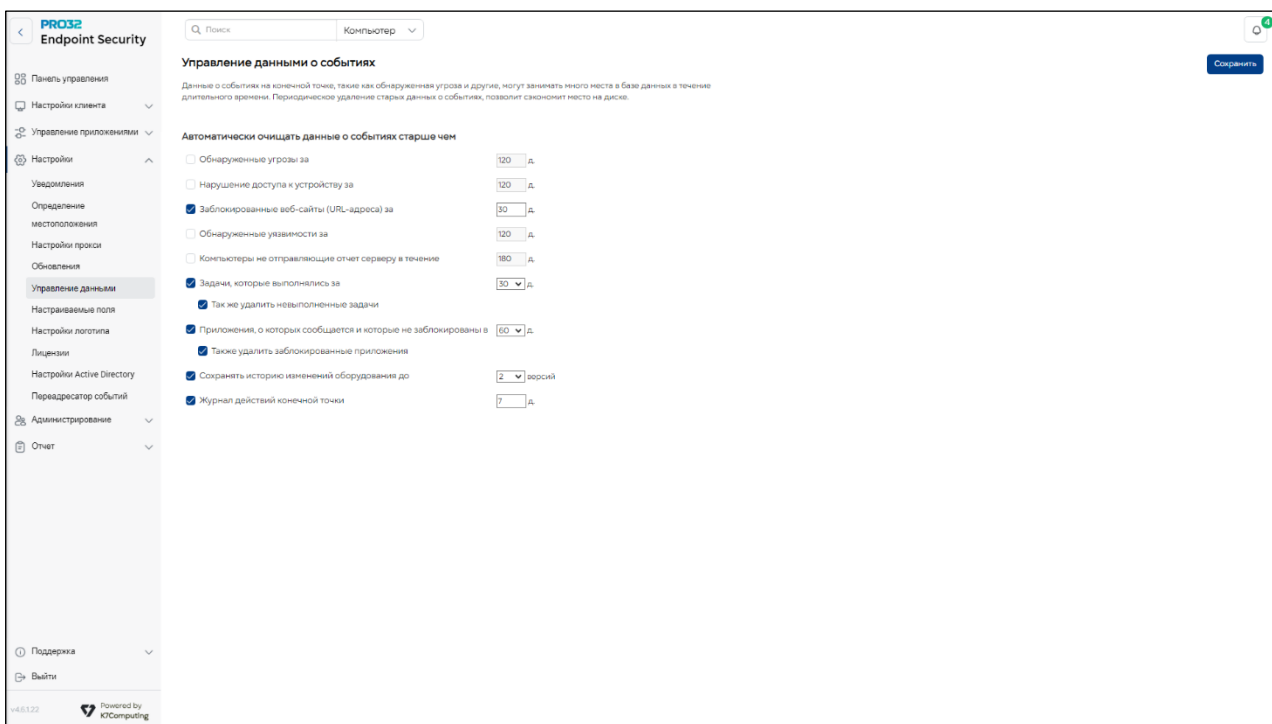 PRO32
Endpoint Security
Поиск
Компьютер
4
Панель управления
Настройки клиента
Управление приложениями
Настройки
Уведомления
Определение
местоположения
Настройки прокси
Обновления
Управление данными
Настраиваемые поля
Настройки логотипа
Лицензии
Настройки Active Directory
Переадресатор событий
Администрирование
Отчет
Поддержка
Выйти
v4.6.1.22
Powered by
K7Computing
Управление данными о событиях
Сохранить
Данные о событиях на конечной точке, такие как обнаруженная угроза и другие, могут занимать много места в базе данных в течение
длительного времени. Периодическое удаление старых данных о событиях, позволит сэкономит место на диске.
Автоматически очищать данные о событиях старше чем
Обнаруженные угрозы за 120 д.
Нарушение доступа к устройству за 120 д.
Заблокированные веб-сайты (URL-адреса) за 30 д.
Обнаруженные уязвимости за 120 д.
Компьютеры не отправляющие отчет серверу в течение 180 д.
Задачи, которые выполнялись за 30 д.
Так же удалить невыполненные задачи
Приложения, о которых сообщается и которые не заблокированы в 60 д.
Также удалить заблокированные приложения
Сохранять историю изменений оборудования до 2 версий
Журнал действий конечной точки 7 д.